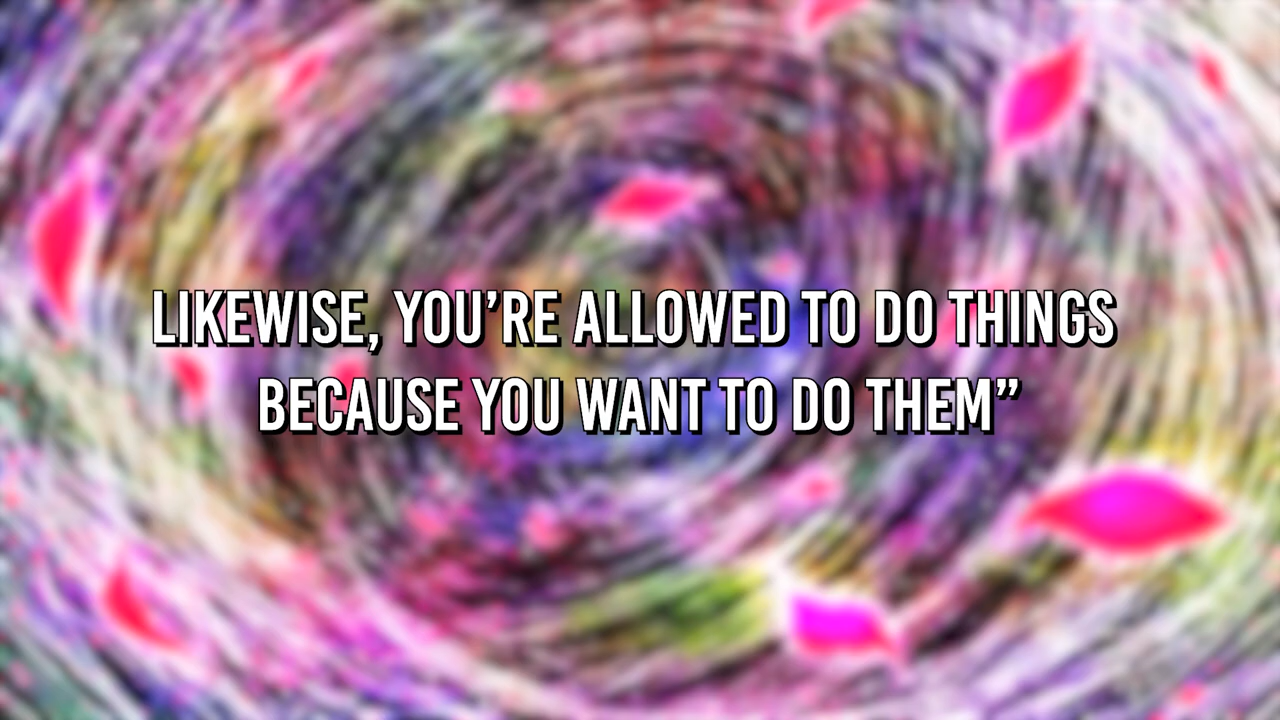 LIKEWISE, YOU’RE ALLOWED TO DO THINGS
BECAUSE YOU WANT TO DO THEM”